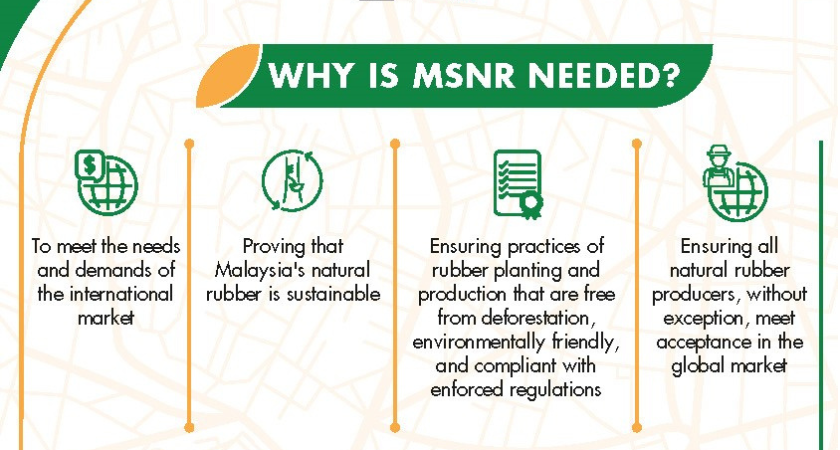 WHY IS MSNR NEEDED?
$
To meet the needs
and demands of
the international
market
Proving that
Malaysia's natural
rubber is sustainable
Ensuring practices of
rubber planting and
production that are free
from deforestation,
environmentally friendly,
and compliant with
enforced regulations
Ensuring all
natural rubber
producers, without
exception, meet
acceptance in the
global market